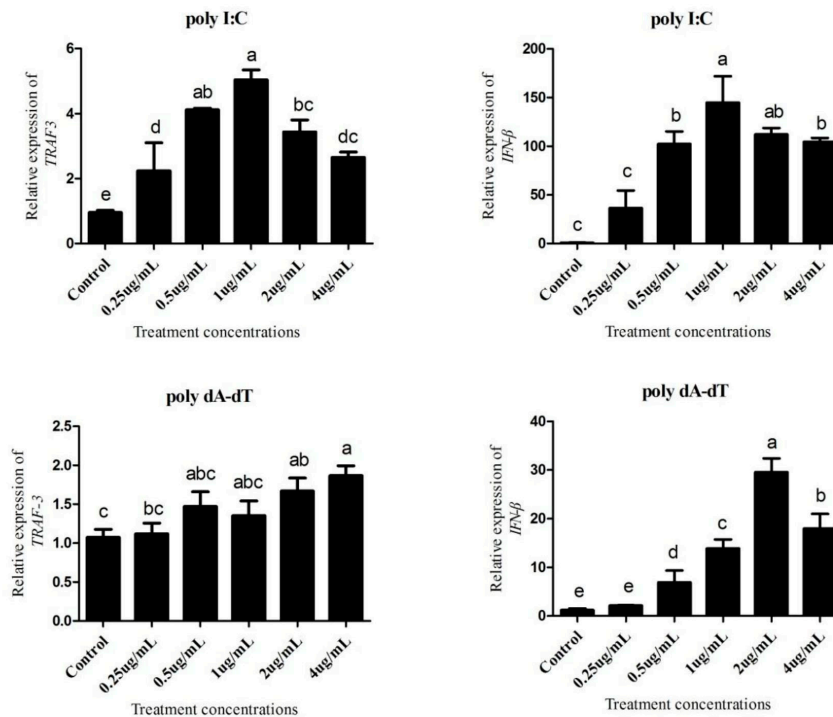 poly I:C
Relative expression of
TRAF3
6
4
2
0
e
d
ab
a
bc
dc
Control
0.25ug/mL
0.5ug/mL
1ug/mL
2ug/mL
4ug/mL
Treatment concentrations
poly I:C
Relative expression of
IFN-β
200
150
100
50
0
c
c
b
a
ab
b
Control
0.25ug/mL
0.5ug/mL
1ug/mL
2ug/mL
4ug/mL
Treatment concentrations
poly dA-dT
Relative expression of
TRAF-3
2.5
2.0
1.5
1.0
0.5
0.0
c
bc
abc
abc
ab
a
Control
0.25ug/mL
0.5ug/mL
1ug/mL
2ug/mL
4ug/mL
Treatment concentrations
poly dA-dT
Relative expression of
IFN-β
40
30
20
10
0
e
e
d
c
a
b
Control
0.25ug/mL
0.5ug/mL
1ug/mL
2ug/mL
4ug/mL
Treatment concentrations